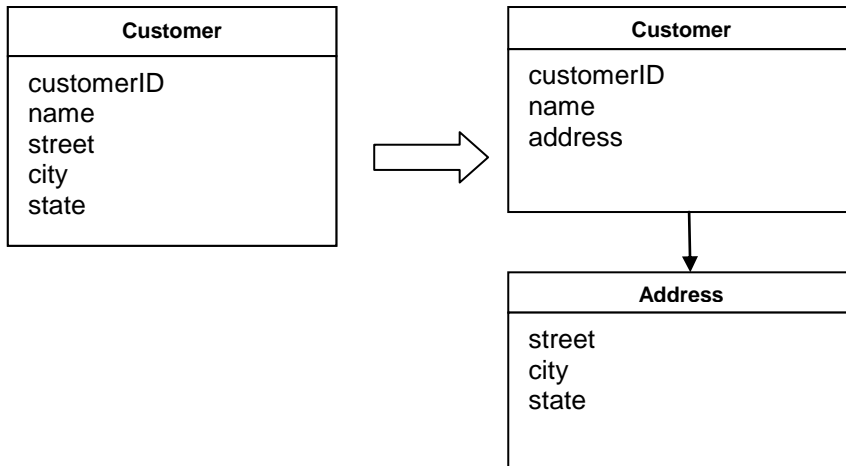 Customer
customerID
name
street
city
state
Customer
customerID
name
address
Address
street
city
state